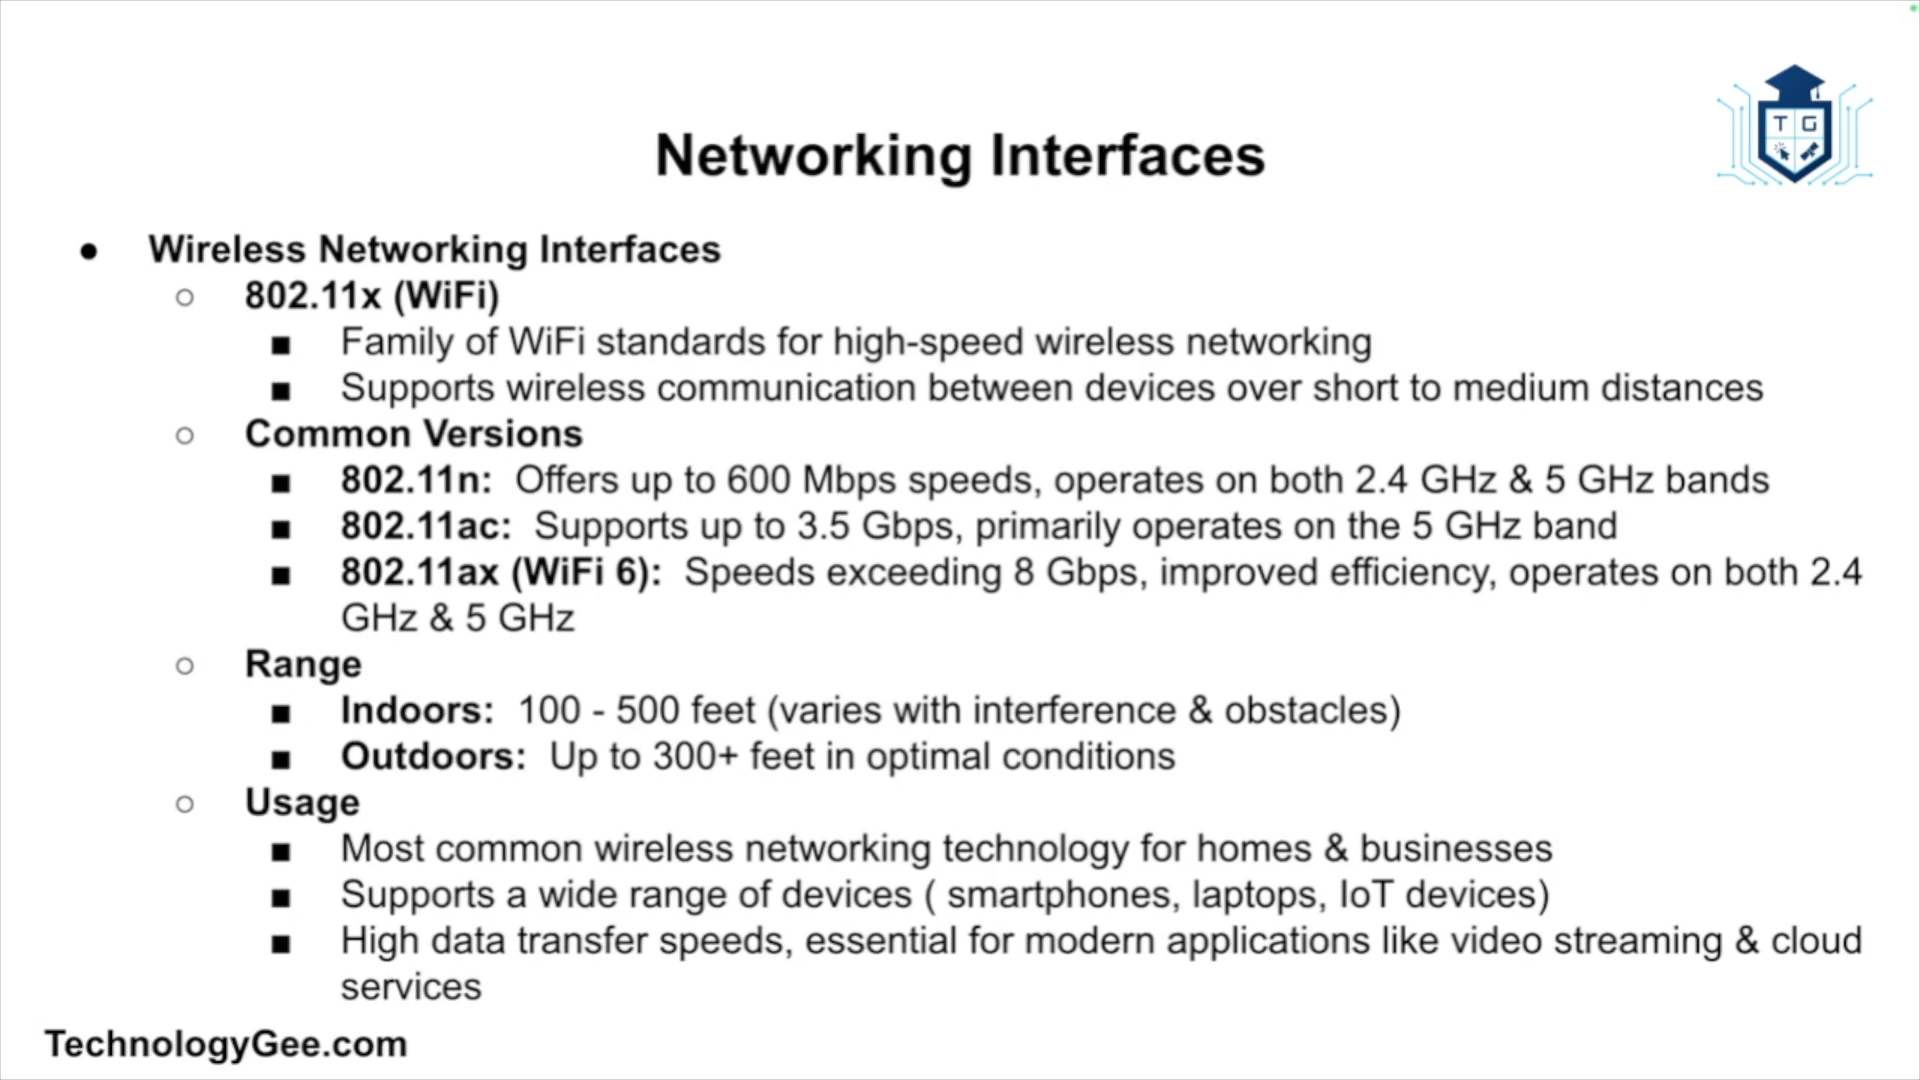 T G
Networking Interfaces
● Wireless Networking Interfaces
○ 802.11x (WiFi)
■ Family of WiFi standards for high-speed wireless networking
■ Supports wireless communication between devices over short to medium distances
○ Common Versions
■ 802.11n: Offers up to 600 Mbps speeds, operates on both 2.4 GHz & 5 GHz bands
■ 802.11ac: Supports up to 3.5 Gbps, primarily operates on the 5 GHz band
■ 802.11ax (WiFi 6): Speeds exceeding 8 Gbps, improved efficiency, operates on both 2.4
GHz & 5 GHz
○ Range
■ Indoors: 100 - 500 feet (varies with interference & obstacles)
■ Outdoors: Up to 300+ feet in optimal conditions
○ Usage
■ Most common wireless networking technology for homes & businesses
■ Supports a wide range of devices ( smartphones, laptops, IoT devices)
■ High data transfer speeds, essential for modern applications like video streaming & cloud
services
TechnologyGee.com